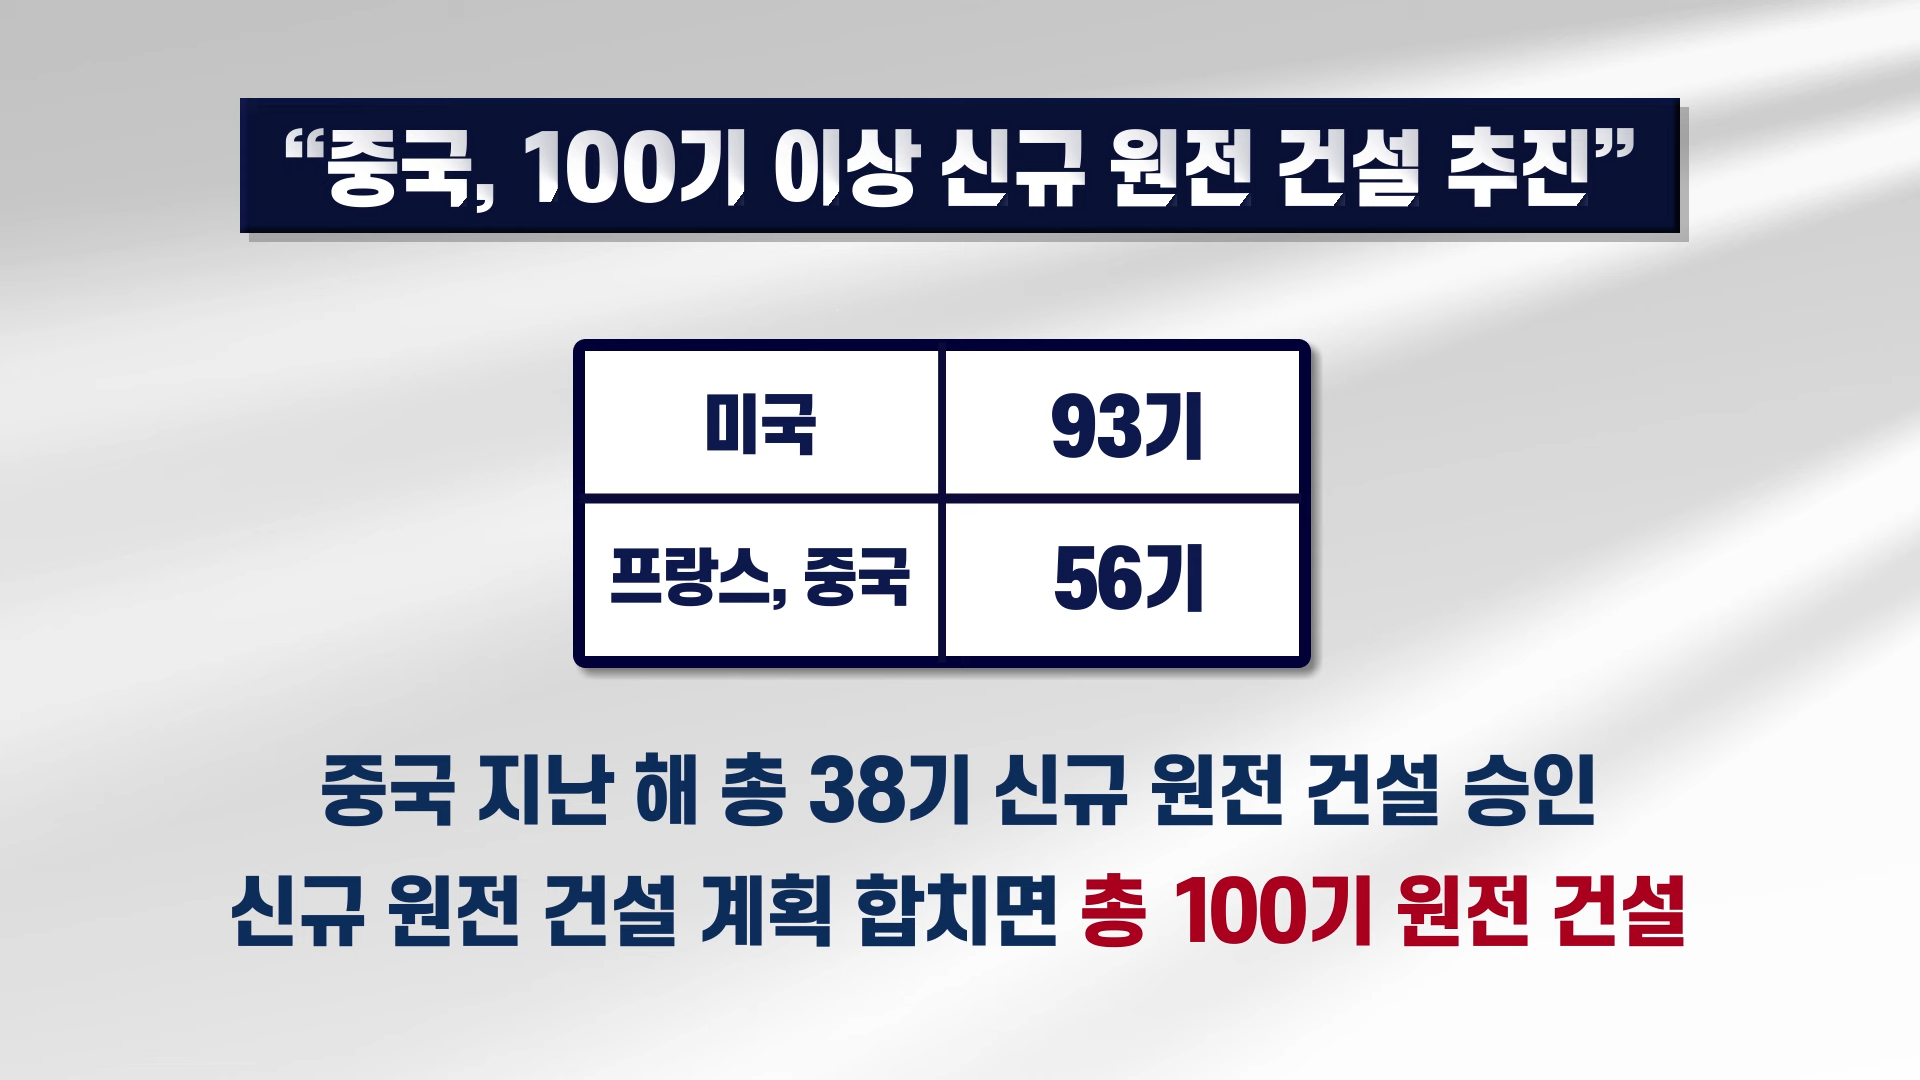 “중국, 100기 이상 신규 원전 건설 추진”
미국 93기
프랑스, 중국 56기
중국 지난 해 총 38기 신규 원전 건설 승인
신규 원전 건설 계획 합치면 총 100기 원전 건설